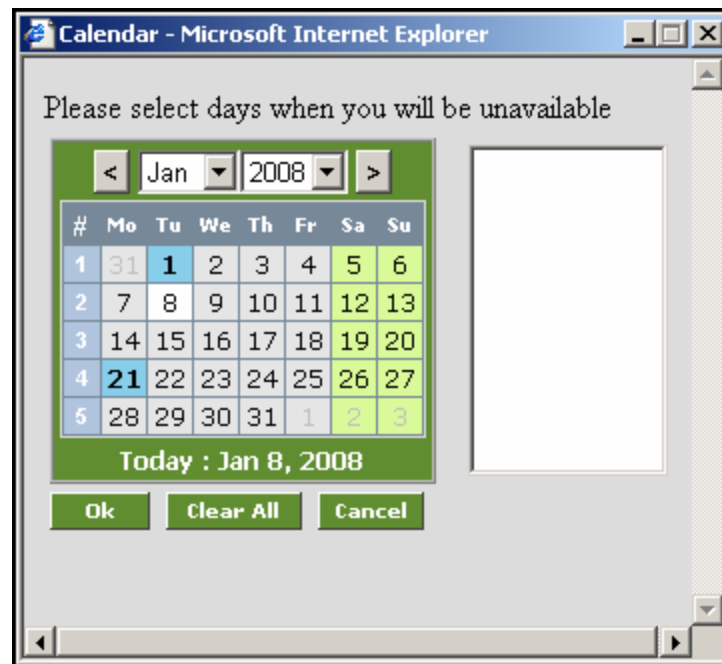 Calendar - Microsoft Internet Explorer
Please select days when you will be unavailable
< Jan 2008 >
# Mo Tu We Th Fr Sa Su
1 31 1 2 3 4 5 6
2 7 8 9 10 11 12 13
3 14 15 16 17 18 19 20
4 21 22 23 24 25 26 27
5 28 29 30 31 1 2 3
Today : Jan 8, 2008
Ok Clear All Cancel